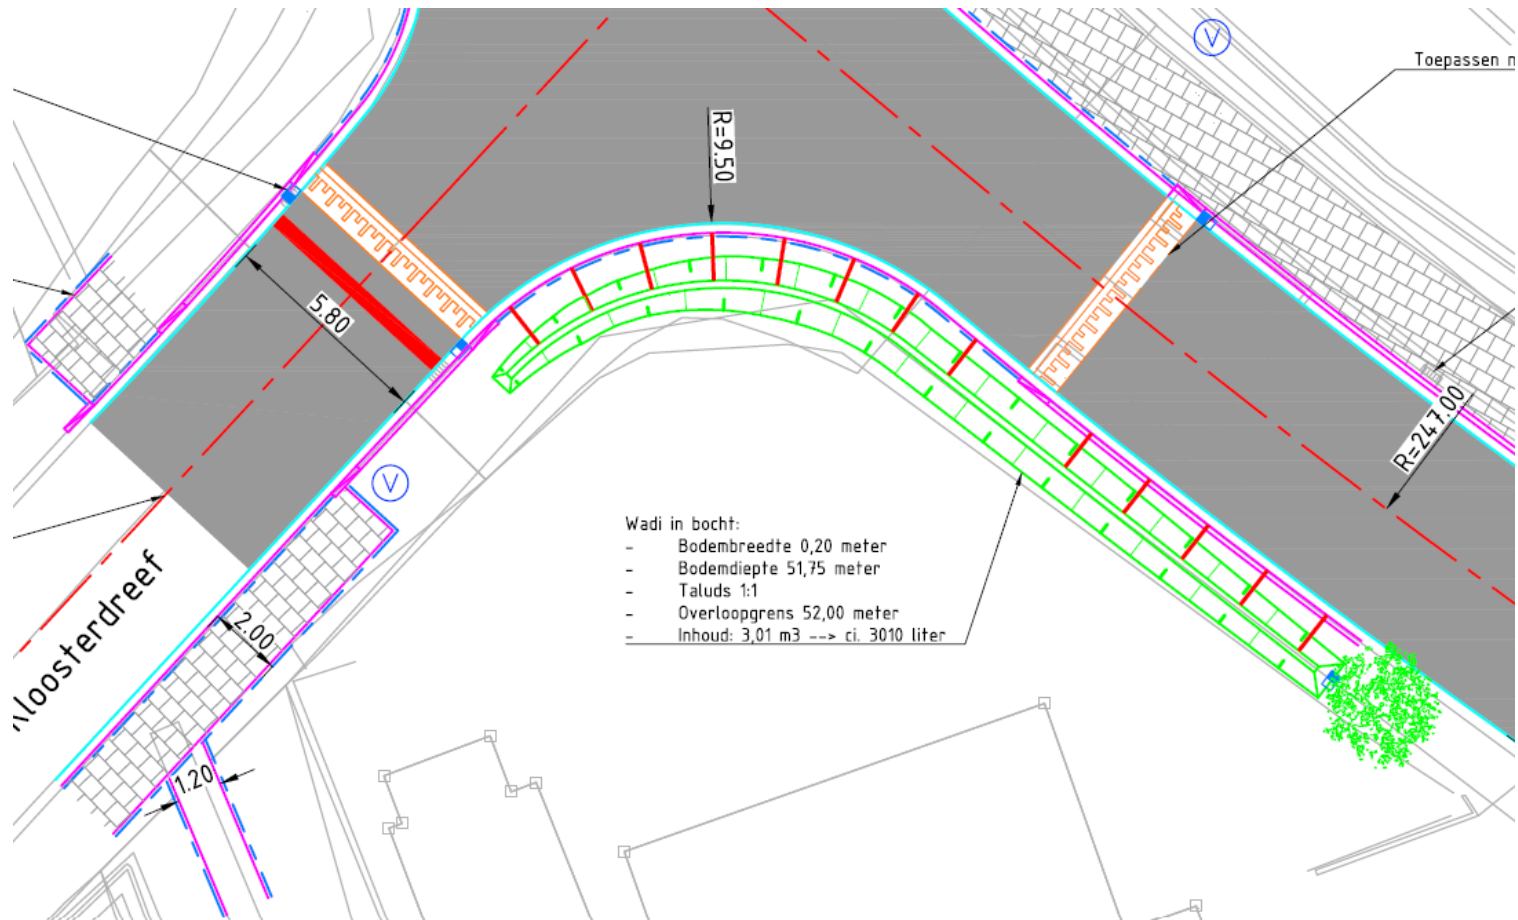 V
Toepassen
R=9.50
5.80
R=247.00
V
Wadi in bocht:
- Bodembreedte 0,20 meter
- Bodemdiepte 51,75 meter
- Taluds 1:1
- Overloopgrens 52,00 meter
- Inhoud: 3,01 m3 --> ci. 3010 liter
Kloosterdreef
2.00
1.20